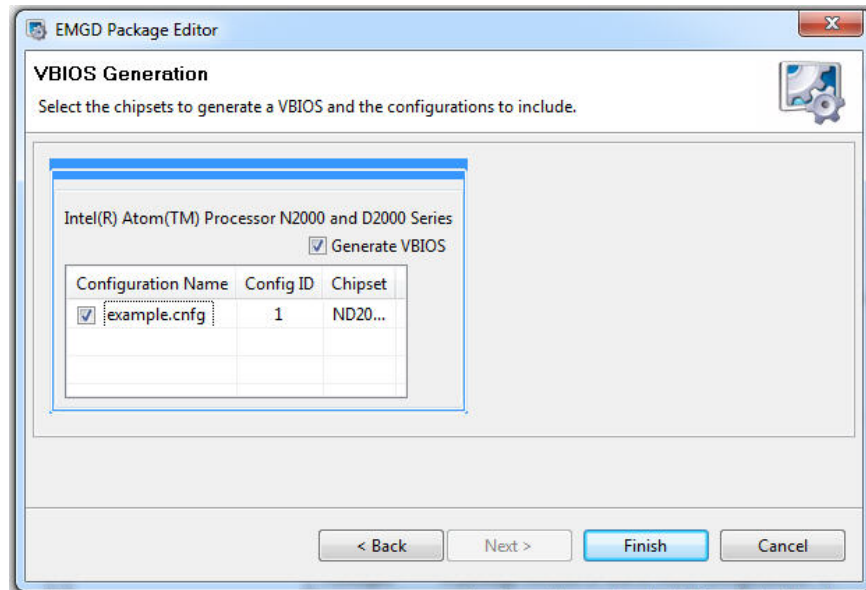 EMGD Package Editor
VBIOS Generation
Select the chipsets to generate a VBIOS and the configurations to include.
Intel(R) Atom(TM) Processor N2000 and D2000 Series
Generate VBIOS
Configuration Name Config ID Chipset
example.cnfg 1 ND20...
< Back Next > Finish Cancel